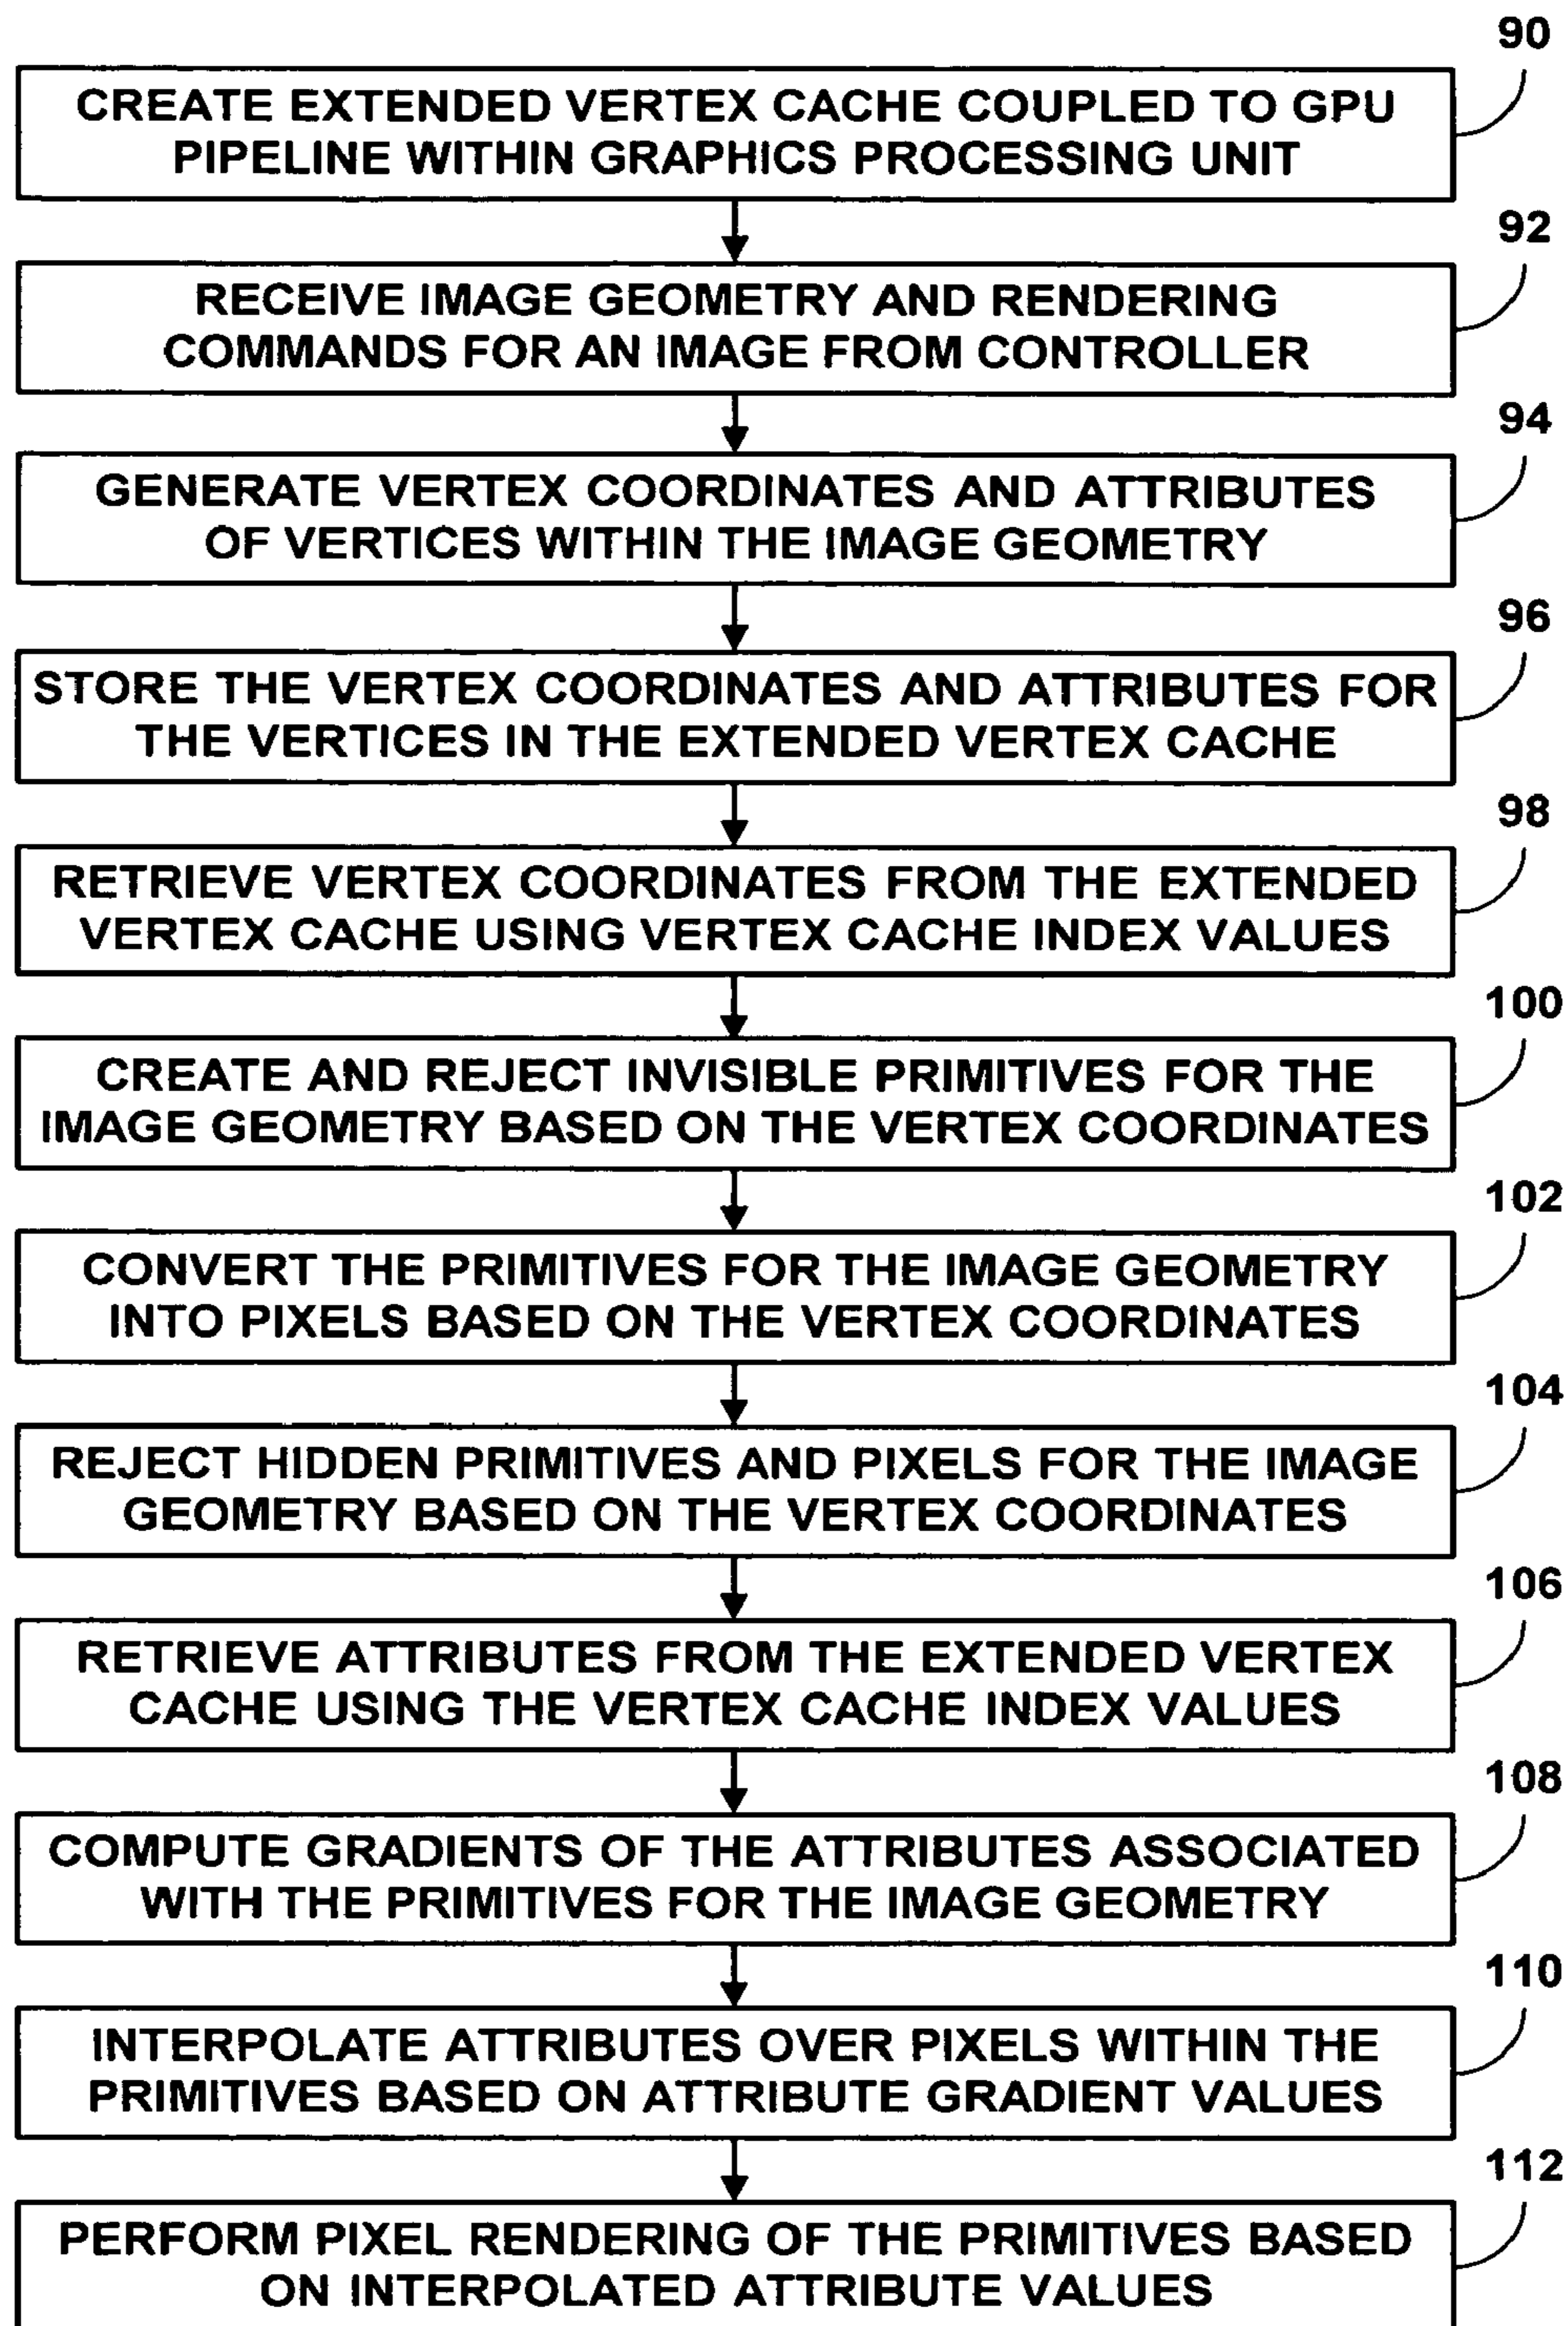 90
CREATE EXTENDED VERTEX CACHE COUPLED TO GPU
PIPELINE WITHIN GRAPHICS PROCESSING UNIT
92
RECEIVE IMAGE GEOMETRY AND RENDERING
COMMANDS FOR AN IMAGE FROM CONTROLLER
94
GENERATE VERTEX COORDINATES AND ATTRIBUTES
OF VERTICES WITHIN THE IMAGE GEOMETRY
96
STORE THE VERTEX COORDINATES AND ATTRIBUTES FOR
THE VERTICES IN THE EXTENDED VERTEX CACHE
98
RETRIEVE VERTEX COORDINATES FROM THE EXTENDED
VERTEX CACHE USING VERTEX CACHE INDEX VALUES
100
CREATE AND REJECT INVISIBLE PRIMITIVES FOR THE
IMAGE GEOMETRY BASED ON THE VERTEX COORDINATES
102
CONVERT THE PRIMITIVES FOR THE IMAGE GEOMETRY
INTO PIXELS BASED ON THE VERTEX COORDINATES
104
REJECT HIDDEN PRIMITIVES AND PIXELS FOR THE IMAGE
GEOMETRY BASED ON THE VERTEX COORDINATES
106
RETRIEVE ATTRIBUTES FROM THE EXTENDED VERTEX
CACHE USING THE VERTEX CACHE INDEX VALUES
108
COMPUTE GRADIENTS OF THE ATTRIBUTES ASSOCIATED
WITH THE PRIMITIVES FOR THE IMAGE GEOMETRY
110
INTERPOLATE ATTRIBUTES OVER PIXELS WITHIN THE
PRIMITIVES BASED ON ATTRIBUTE GRADIENT VALUES
112
PERFORM PIXEL RENDERING OF THE PRIMITIVES BASED
ON INTERPOLATED ATTRIBUTE VALUES